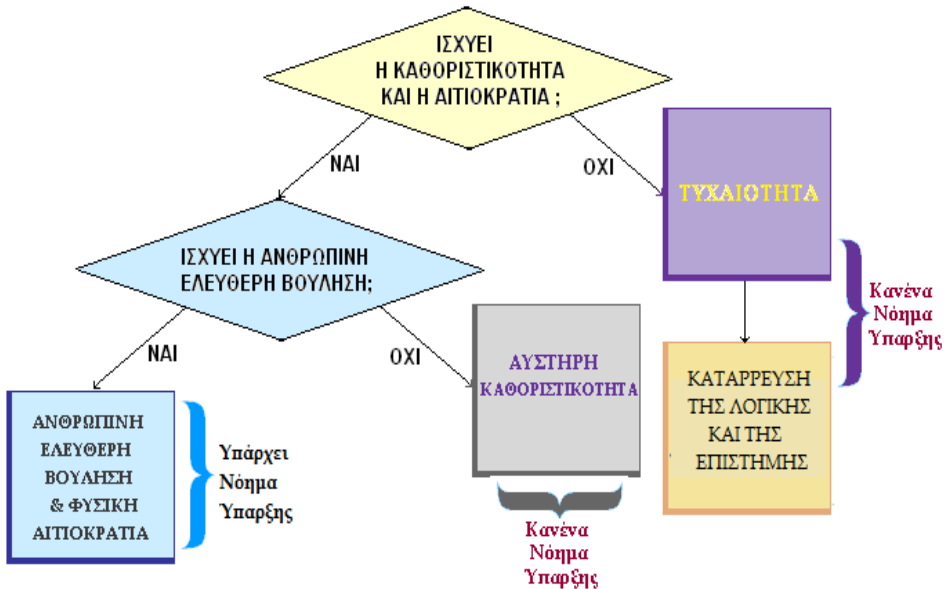 ΙΣΧΥΕΙ
Η ΚΑΘΟΡΙΣΤΙΚΟΤΗΤΑ
ΚΑΙ Η ΑΙΤΙΟΚΡΑΤΙΑ ;
ΝΑΙ
ΟΧΙ
ΤΥΧΑΙΟΤΗΤΑ
ΙΣΧΥΕΙ Η ΑΝΘΡΩΠΙΝΗ
ΕΛΕΥΘΕΡΗ ΒΟΥΛΗΣΗ;
Κανένα
Νόημα
Ύπαρξης
ΝΑΙ
ΟΧΙ
ΑΥΣΤΗΡΗ
ΚΑΘΟΡΙΣΤΙΚΟΤΗΤΑ
ΚΑΤΑΡΡΕΥΣΗ
ΤΗΣ ΛΟΓΙΚΗΣ
ΚΑΙ ΤΗΣ
ΕΠΙΣΤΗΜΗΣ
ΑΝΘΡΩΠΙΝΗ
ΕΛΕΥΘΕΡΗ
ΒΟΥΛΗΣΗ
& ΦΥΣΙΚΗ
ΑΙΤΙΟΚΡΑΤΙΑ
Υπάρχει
Νόημα
Ύπαρξης
Κανένα
Νόημα
Ύπαρξης